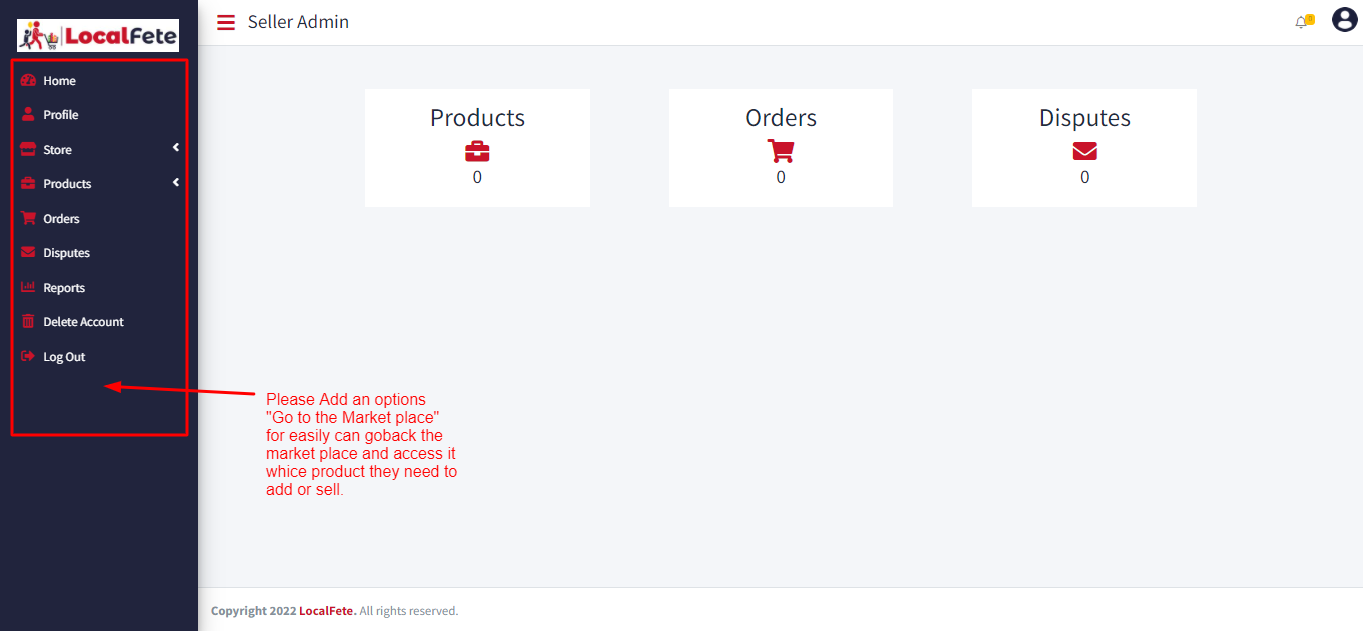 LocalFete
Seller Admin
0
Home
Profile
Store
Products
Orders
Disputes
Reports
Delete Account
Log Out
Products
0
Orders
0
Disputes
0
Please Add an options
"Go to the Market place"
for easily can goback the
market place and access it
whice product they need to
add or sell.
Copyright 2022 LocalFete. All rights reserved.